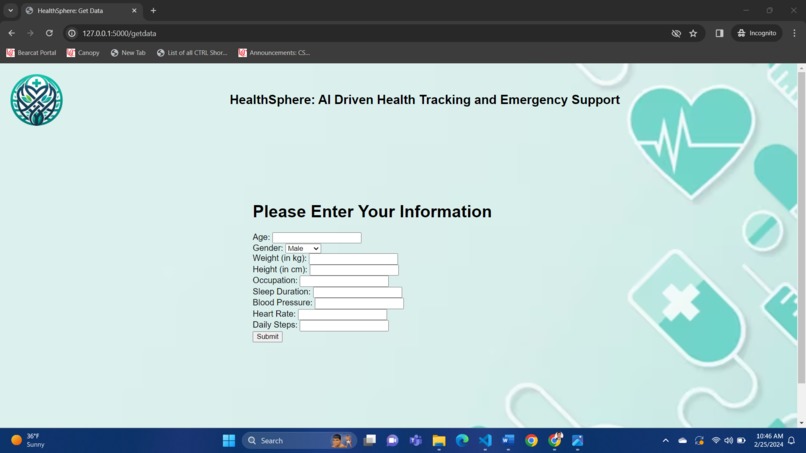 HealthSphere: Get Data
127.0.0.1:5000/getdata
Incognito
Bearcat Portal
Canopy
New Tab
List of all CTRL Shor...
Announcements: CS...
HealthSphere: AI Driven Health Tracking and Emergency Support
Please Enter Your Information
Age:
Gender: Male
Weight (in kg):
Height (in cm):
Occupation:
Sleep Duration:
Blood Pressure:
Heart Rate:
Daily Steps:
Submit
36°F
Sunny
Search
10:46 AM
2/25/2024